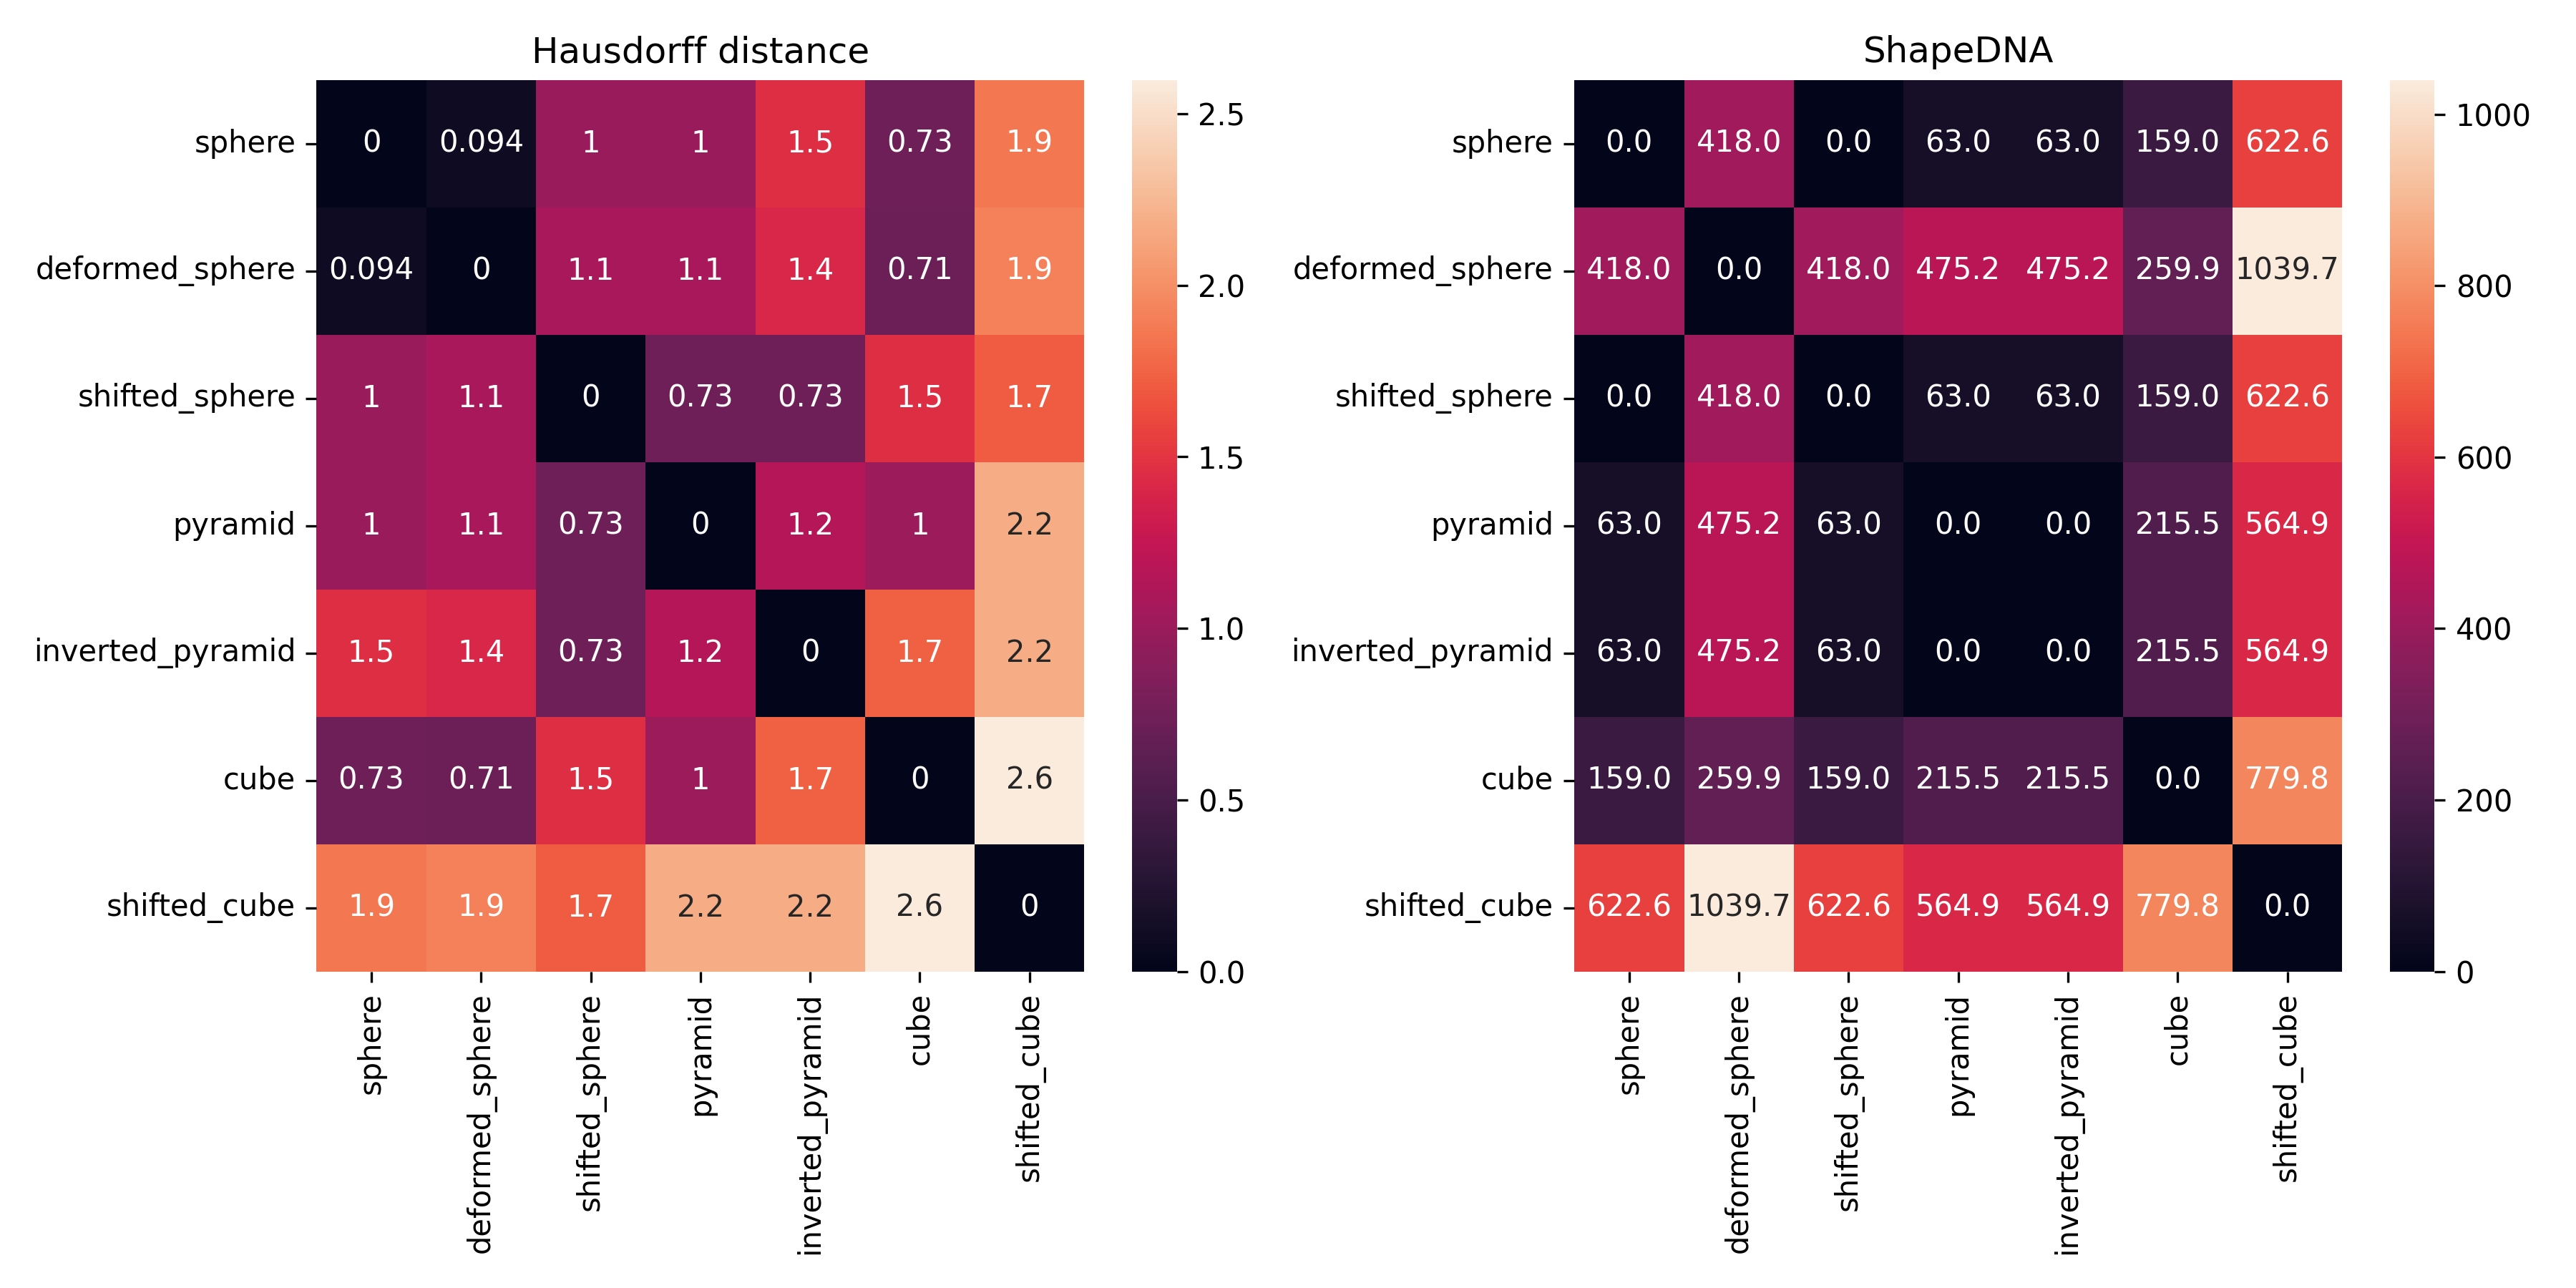 Hausdorff distance
sphere 0 0.094 1 1 1.5 0.73 1.9
deformed_sphere 0.094 0 1.1 1.1 1.4 0.71 1.9
shifted_sphere 1 1.1 0 0.73 0.73 1.5 1.7
pyramid 1 1.1 0.73 0 1.2 1 2.2
inverted_pyramid 1.5 1.4 0.73 1.2 0 1.7 2.2
cube 0.73 0.71 1.5 1 1.7 0 2.6
shifted_cube 1.9 1.9 1.7 2.2 2.2 2.6 0
sphere
deformed_sphere
shifted_sphere
pyramid
inverted_pyramid
cube
shifted_cube
2.5
2.0
1.5
1.0
0.5
0.0
ShapeDNA
sphere 0.0 418.0 0.0 63.0 63.0 159.0 622.6
deformed_sphere 418.0 0.0 418.0 475.2 475.2 259.9 1039.7
shifted_sphere 0.0 418.0 0.0 63.0 63.0 159.0 622.6
pyramid 63.0 475.2 63.0 0.0 0.0 215.5 564.9
inverted_pyramid 63.0 475.2 63.0 0.0 0.0 215.5 564.9
cube 159.0 259.9 159.0 215.5 215.5 0.0 779.8
shifted_cube 622.6 1039.7 622.6 564.9 564.9 779.8 0.0
sphere
deformed_sphere
shifted_sphere
pyramid
inverted_pyramid
cube
shifted_cube
1000
800
600
400
200
0